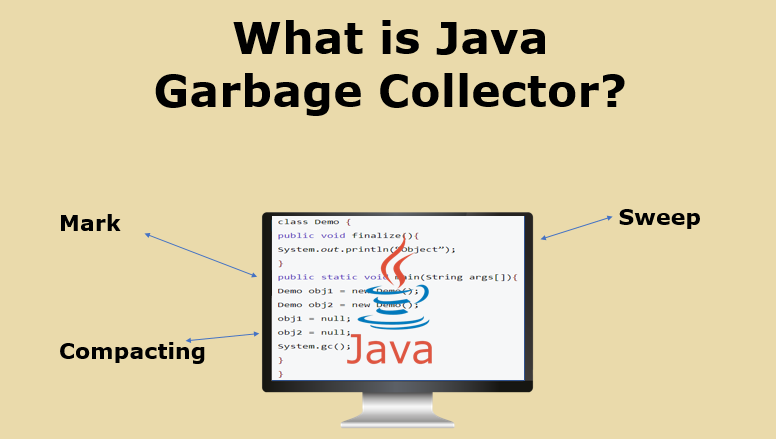 What is Java
Garbage Collector?
Mark
Sweep
Compacting
class Demo {
public void finalize(){
System.out.println("Object");
}
public static void main(String args[]){
Demo obj1 = new Demo();
Demo obj2 = new Demo();
obj1 = null;
obj2 = null;
System.gc();
}
}
Java